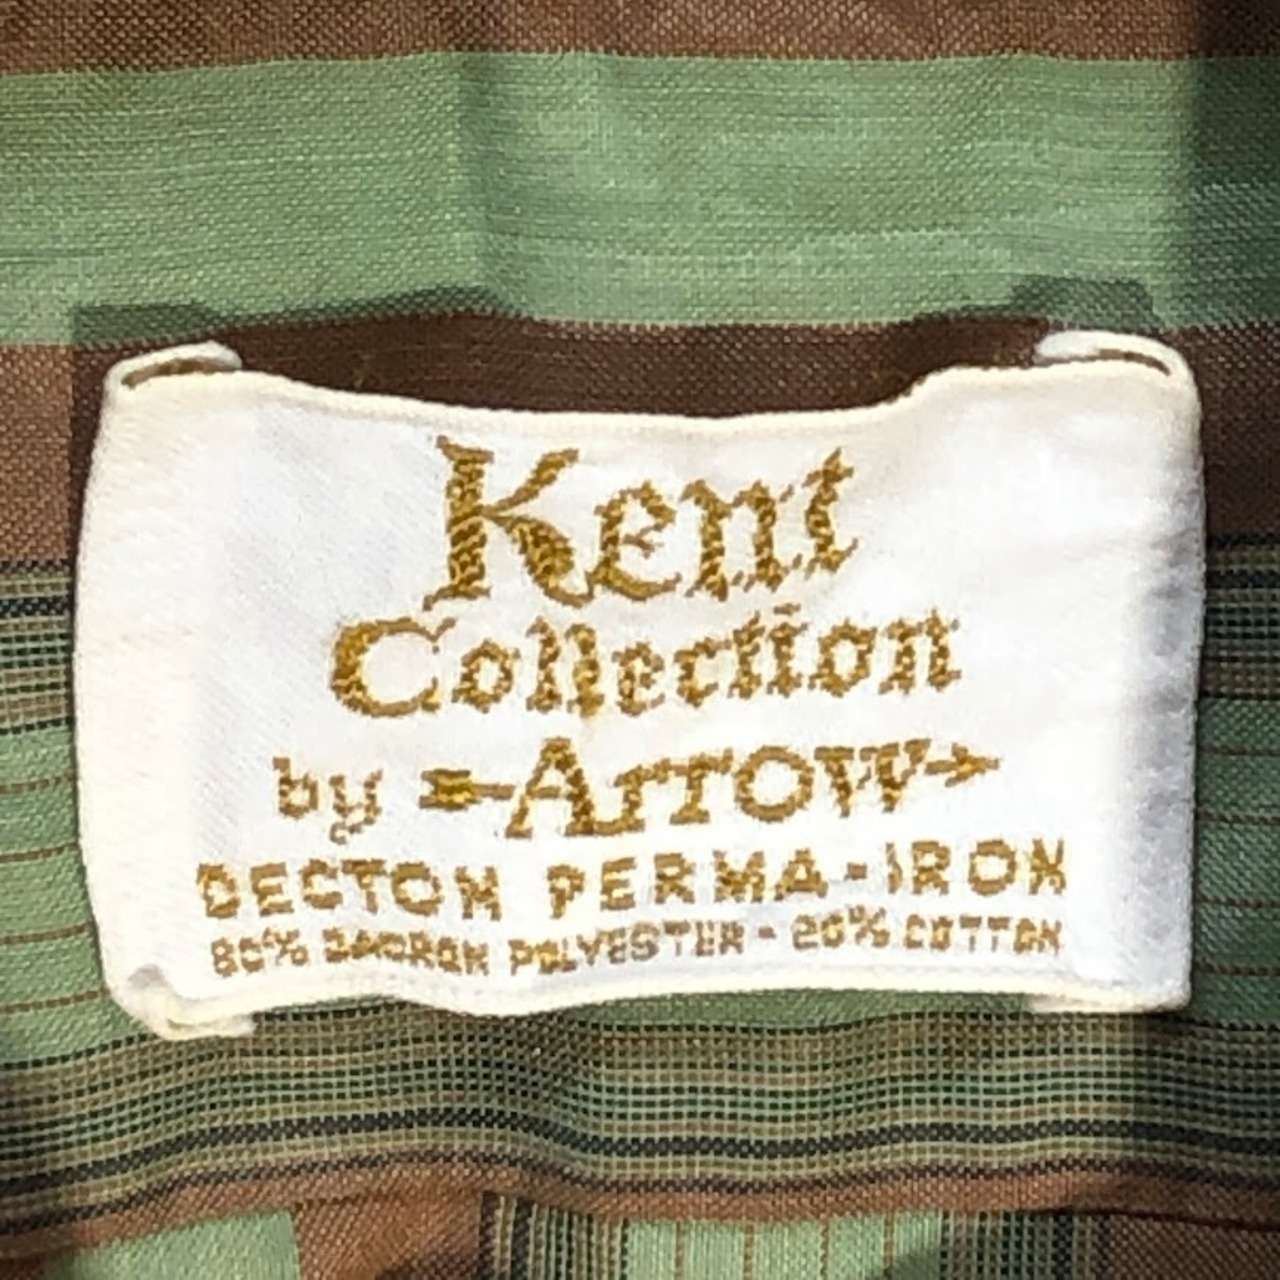 Kent
Collection
by Arrow
DECTON PERMA-IRON
80% DACRON POLYESTER - 20% COTTON